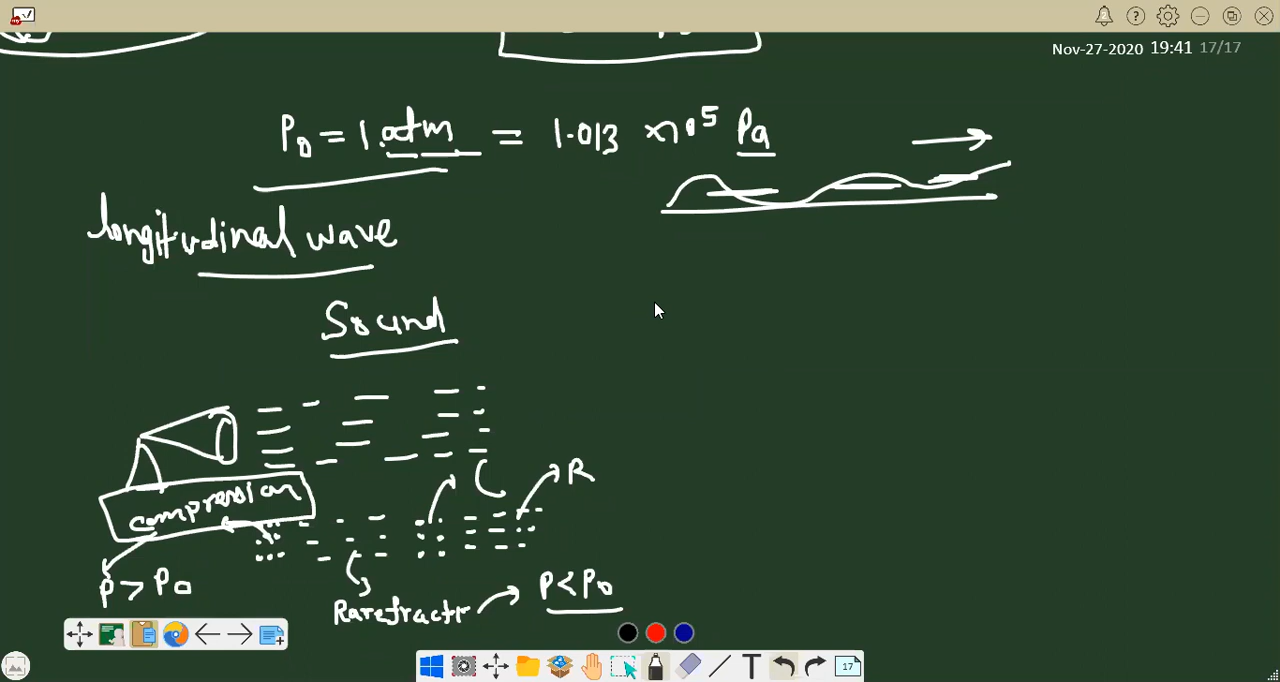 Nov-27-2020 19:41 17/17
P0 = 1 atm = 1.013 × 10^5 Pa
longitudinal wave
Sound
C
R
compression
P > P0
Rarefractr
P < P0
T
17